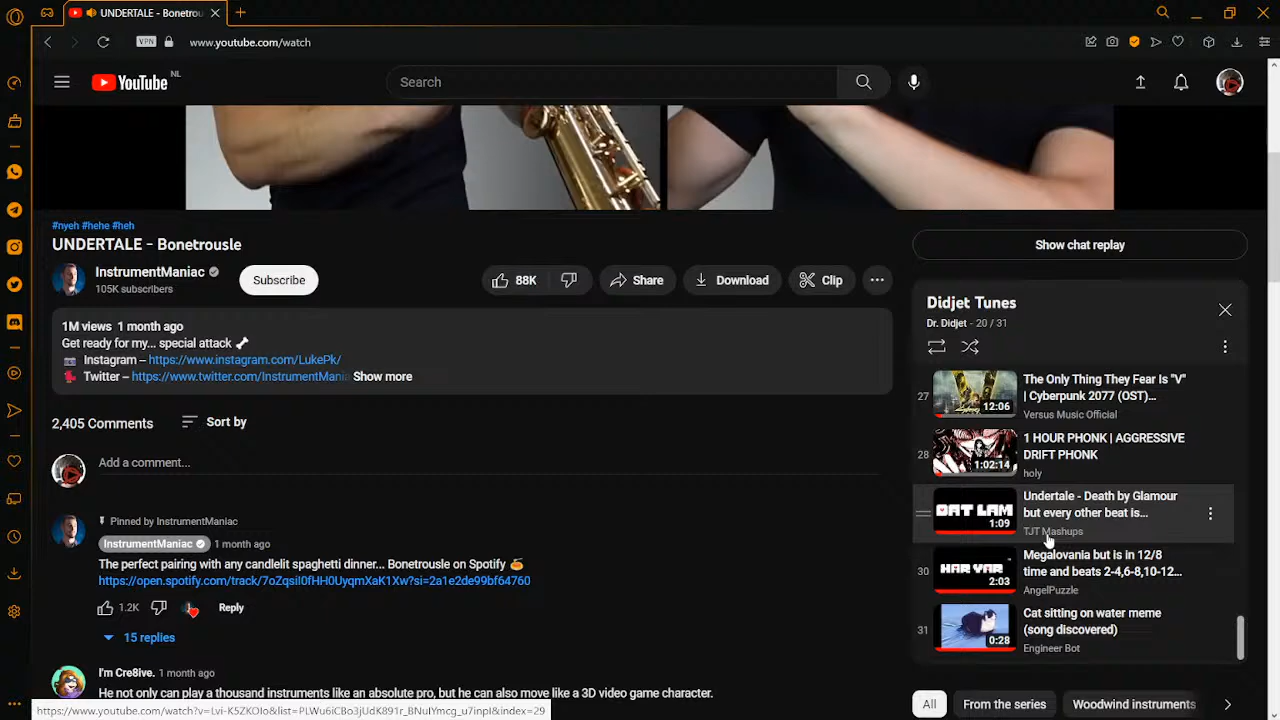 UNDERTALE - Bonetrou
VPN
www.youtube.com/watch
YouTube NL
Search
#nyeh #hehe #heh
UNDERTALE - Bonetrousle
InstrumentManiac
105K subscribers
Subscribe
88K
Share
Download
Clip
1M views 1 month ago
Get ready for my... special attack 🦴
📷 Instagram – https://www.instagram.com/LukePk/
Twitter – https://www.twitter.com/InstrumentMani Show more
2,405 Comments
Sort by
Add a comment...
Pinned by InstrumentManiac
InstrumentManiac 1 month ago
The perfect pairing with any candlelit spaghetti dinner... Bonetrousle on Spotify 🍝
https://open.spotify.com/track/7oZqsil0fHH0UyqmXaK1Xw?si=2a1e2de99bf64760
1.2K
Reply
15 replies
I'm Cre8ive. 1 month ago
He not only can play a thousand instruments like an absolute pro, but he can also move like a 3D video game character.
Show chat replay
Didjet Tunes
Dr. Didjet - 20 / 31
27
12:06
The Only Thing They Fear Is "V"
| Cyberpunk 2077 (OST)...
Versus Music Official
28
1:02:14
1 HOUR PHONK | AGGRESSIVE
DRIFT PHONK
holy
DAT LAM
1:09
Undertale - Death by Glamour
but every other beat is...
TJT Mashups
30
HAR YAR
2:03
Megalovania but is in 12/8
time and beats 2-4,6-8,10-12...
AngelPuzzle
31
0:28
Cat sitting on water meme
(song discovered)
Engineer Bot
All
From the series
Woodwind instruments
https://www.youtube.com/watch?v=Lvi-K5ZKOIo&list=PLWu6iCBo3jUdK891r_BNuIYmcg_u7inpI&index=29